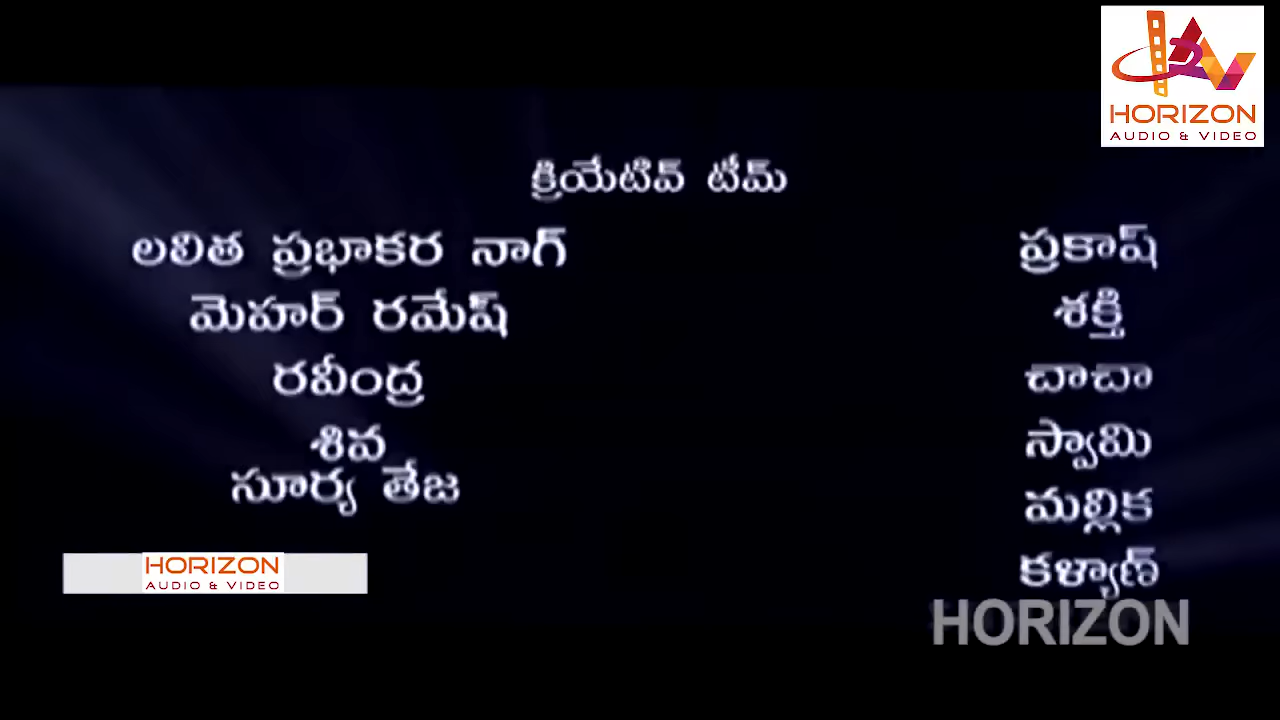 HORIZON
AUDIO & VIDEO
క్రియేటివ్ టీమ్
లలిత ప్రభాకర నాగ్
మెహర్ రమేష్
రవీంద్ర
శివ
సూర్య తేజ
ప్రకాష్
శక్తి
చాచా
స్వామి
మల్లిక
కళ్యాణ్
HORIZON
AUDIO & VIDEO
HORIZON